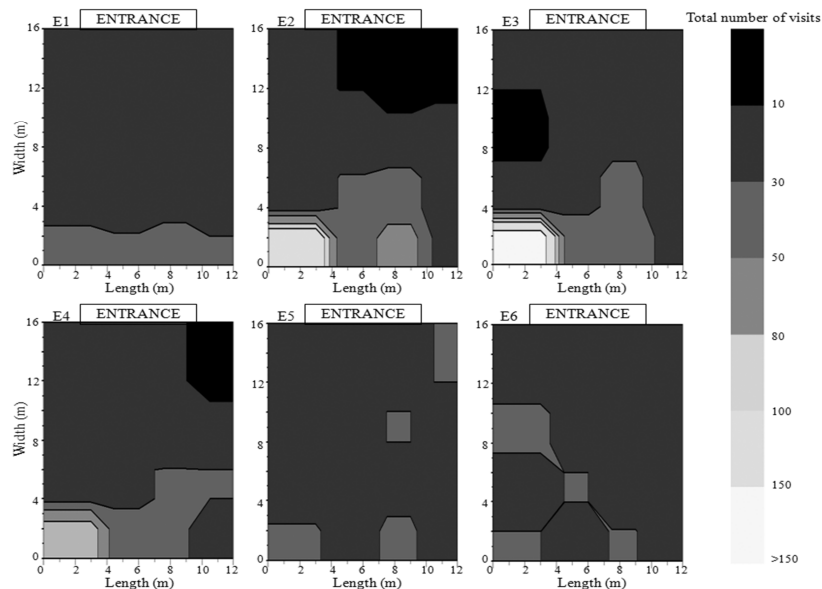 E1 ENTRANCE E2 ENTRANCE E3 ENTRANCE Total number of visits
16 16 16
12 12 12 10
8 8 8 30
4 4 4 50
0 0 0
Width (m)
0 2 4 6 8 10 12 0 2 4 6 8 10 12 0 2 4 6 8 10 12
Length (m) Length (m) Length (m)
E4 ENTRANCE E5 ENTRANCE E6 ENTRANCE
16 16 16 80
12 12 12 100
8 8 8 150
4 4 4
0 0 0 >150
Width (m)
0 2 4 6 8 10 12 0 2 4 6 8 10 12 0 2 4 6 8 10 12
Length (m) Length (m) Length (m)